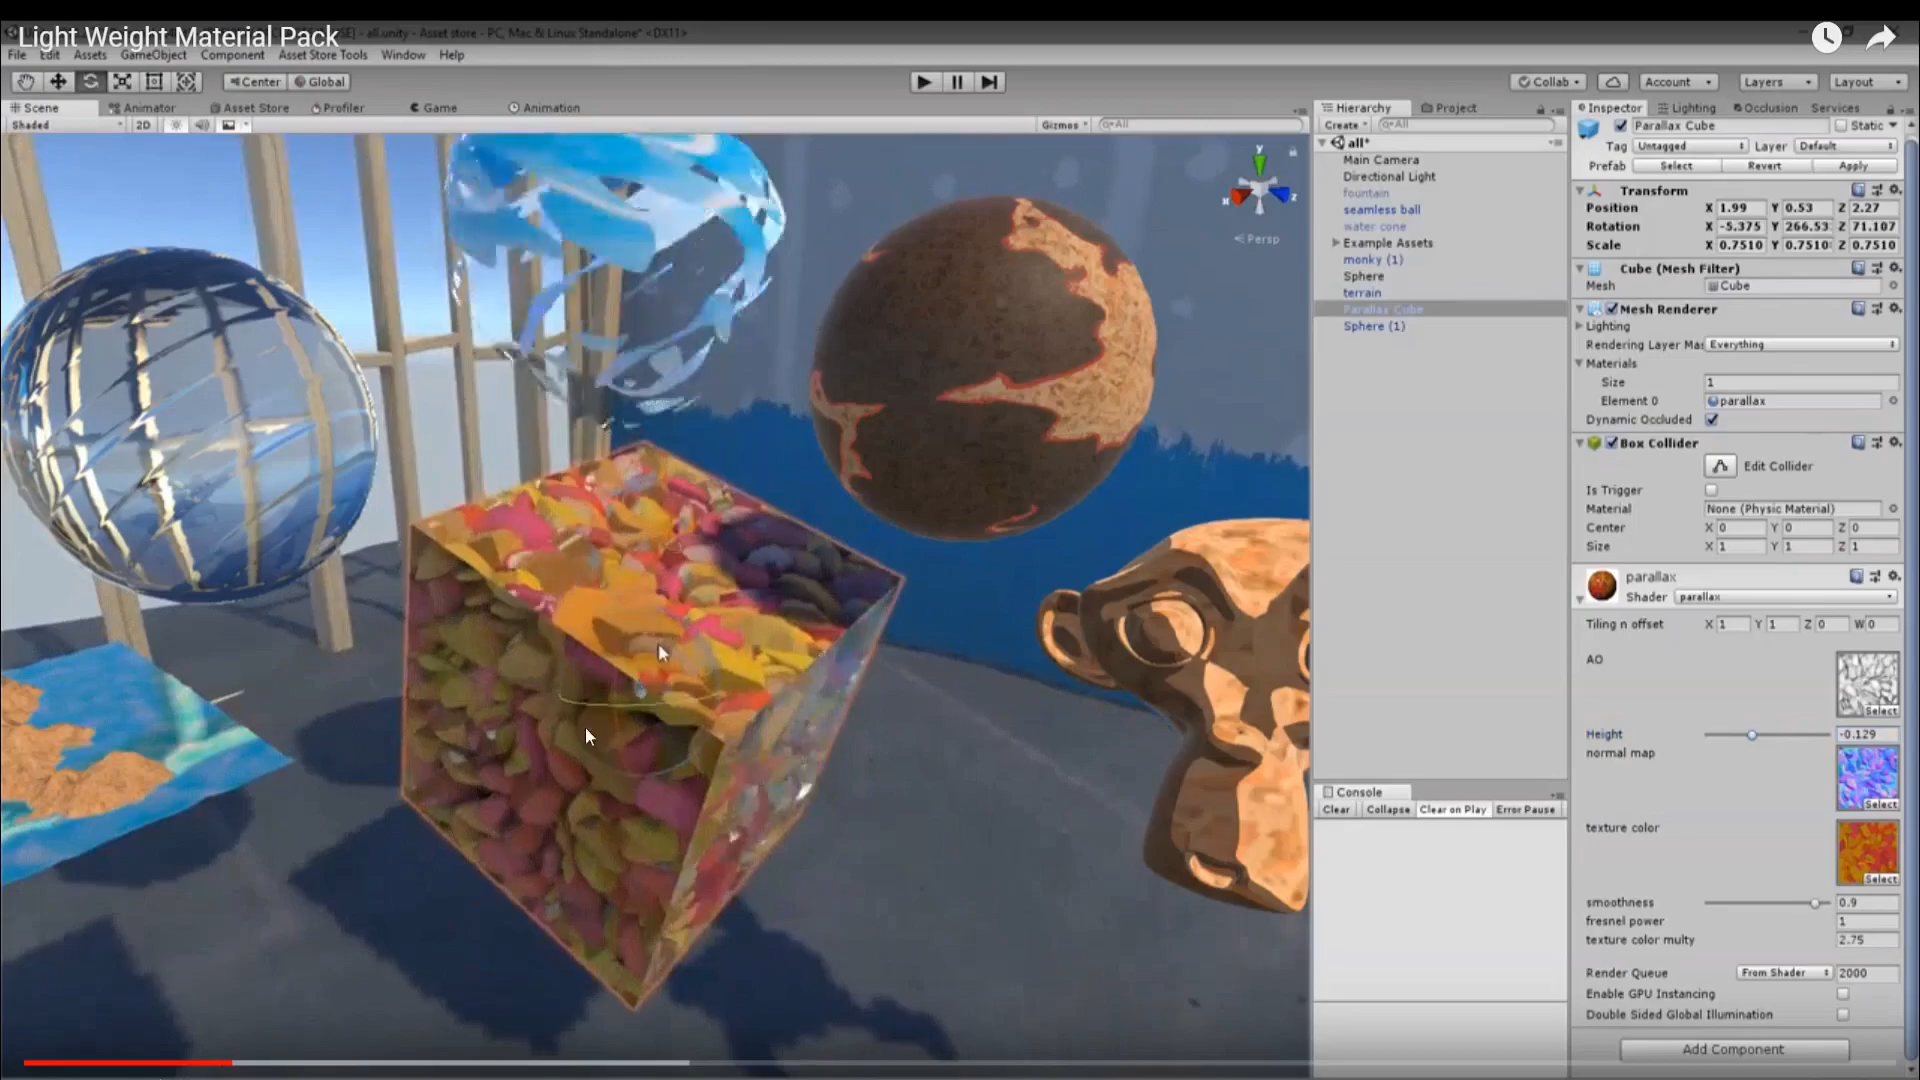 Light Weight Material Pack
- all.unity - Asset store - PC, Mac & Linux Standalone* <DX11>
File Edit Assets GameObject Component Asset Store Tools Window Help
Center Global
Collab Account Layers Layout
Scene Animator Asset Store Profiler Game Animation
Hierarchy Project
Inspector Lighting Occlusion Services
Shaded 2D Gizmos All
Create All
all*
Main Camera
Directional Light
fountain
seamless ball
water cone
Example Assets
monky (1)
Sphere
terrain
Parallax Cube
Sphere (1)
y
x
z
Persp
Console
Clear Collapse Clear on Play Error Pause
Parallax Cube Static
Tag Untagged Layer Default
Prefab Select Revert Apply
Transform
Position X 1.99 Y 0.53 Z 2.27
Rotation X -5.375 Y 266.53 Z 71.107
Scale X 0.7510 Y 0.7510 Z 0.7510
Cube (Mesh Filter)
Mesh Cube
Mesh Renderer
Lighting
Rendering Layer Mas Everything
Materials
Size 1
Element 0 parallax
Dynamic Occluded
Box Collider
Edit Collider
Is Trigger
Material None (Physic Material)
Center X 0 Y 0 Z 0
Size X 1 Y 1 Z 1
parallax
Shader parallax
Tiling n offset X 1 Y 1 Z 0 W 0
AO
Select
Height -0.129
normal map
Select
texture color
Select
smoothness 0.9
fresnel power 1
texture color multy 2.75
Render Queue From Shader 2000
Enable GPU Instancing
Double Sided Global Illumination
Add Component